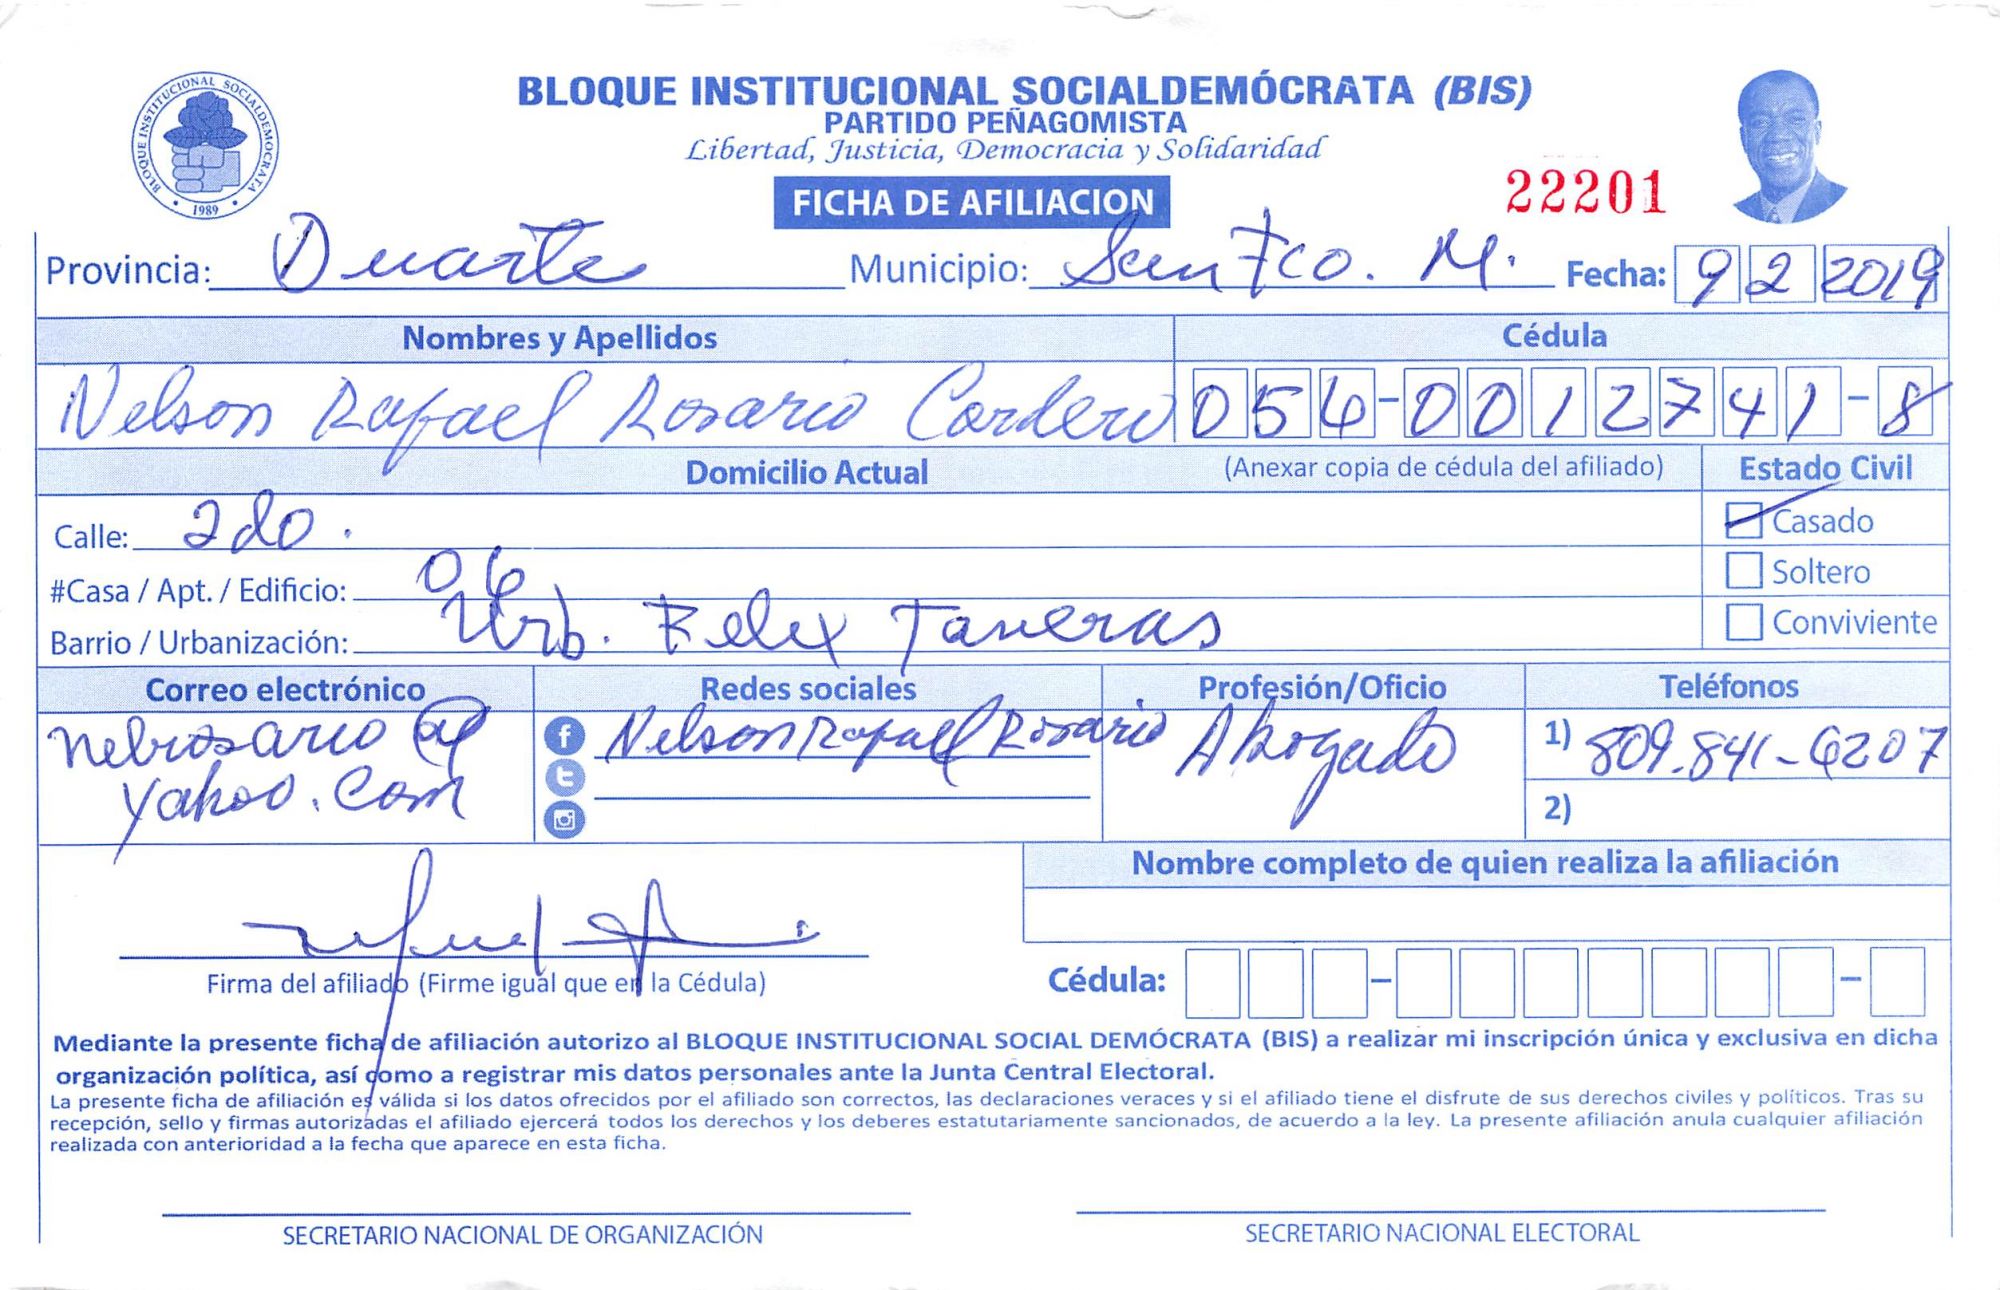 BLOQUE INSTITUCIONAL SOCIALDEMOCRATA
1989
BLOQUE INSTITUCIONAL SOCIALDEMÓCRATA (BIS)
PARTIDO PEÑAGOMISTA
Libertad, Justicia, Democracia y Solidaridad
FICHA DE AFILIACION
22201
Provincia: Duarte Municipio: San Fco. M. Fecha: 9 2 2019
Nombres y Apellidos Cédula
Nelson Rafael Rosario Cordero 056-0012741-8
Domicilio Actual (Anexar copia de cédula del afiliado) Estado Civil
Calle: 2do. Casado
#Casa / Apt. / Edificio: 06 Soltero
Barrio / Urbanización: Urb. Felix Taveras Conviviente
Correo electrónico Redes sociales Profesión/Oficio Teléfonos
nebrosario@ Nelson Rafael Rosario Abogado 1) 809.841-6207
yahoo.com 2)
Nombre completo de quien realiza la afiliación
Firma del afiliado (Firme igual que en la Cédula) Cédula: - -
Mediante la presente ficha de afiliación autorizo al BLOQUE INSTITUCIONAL SOCIAL DEMÓCRATA (BIS) a realizar mi inscripción única y exclusiva en dicha
organización política, así como a registrar mis datos personales ante la Junta Central Electoral.
La presente ficha de afiliación es válida si los datos ofrecidos por el afiliado son correctos, las declaraciones veraces y si el afiliado tiene el disfrute de sus derechos civiles y políticos. Tras su
recepción, sello y firmas autorizadas el afiliado ejercerá todos los derechos y los deberes estatutariamente sancionados, de acuerdo a la ley. La presente afiliación anula cualquier afiliación
realizada con anterioridad a la fecha que aparece en esta ficha.
SECRETARIO NACIONAL DE ORGANIZACIÓN SECRETARIO NACIONAL ELECTORAL